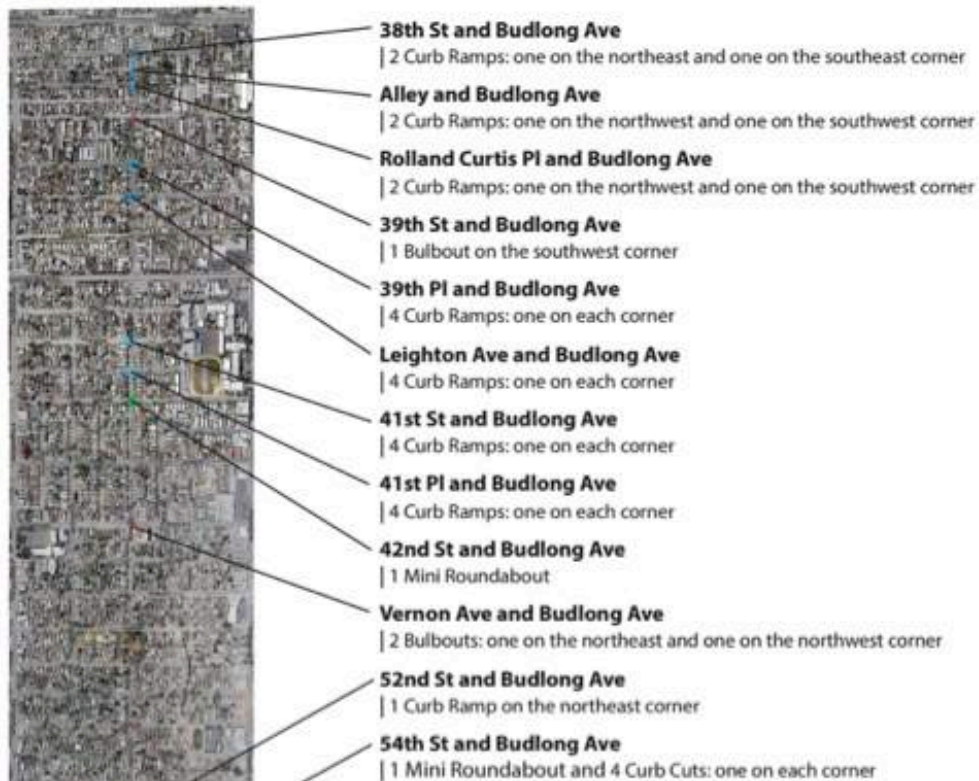 38th St and Budlong Ave
| 2 Curb Ramps: one on the northeast and one on the southeast corner
Alley and Budlong Ave
| 2 Curb Ramps: one on the northwest and one on the southwest corner
Rolland Curtis Pl and Budlong Ave
| 2 Curb Ramps: one on the northwest and one on the southwest corner
39th St and Budlong Ave
| 1 Bulbout on the southwest corner
39th Pl and Budlong Ave
| 4 Curb Ramps: one on each corner
Leighton Ave and Budlong Ave
| 4 Curb Ramps: one on each corner
41st St and Budlong Ave
| 4 Curb Ramps: one on each corner
41st Pl and Budlong Ave
| 4 Curb Ramps: one on each corner
42nd St and Budlong Ave
| 1 Mini Roundabout
Vernon Ave and Budlong Ave
| 2 Bulbouts: one on the northeast and one on the northwest corner
52nd St and Budlong Ave
| 1 Curb Ramp on the northeast corner
54th St and Budlong Ave
| 1 Mini Roundabout and 4 Curb Cuts: one on each corner